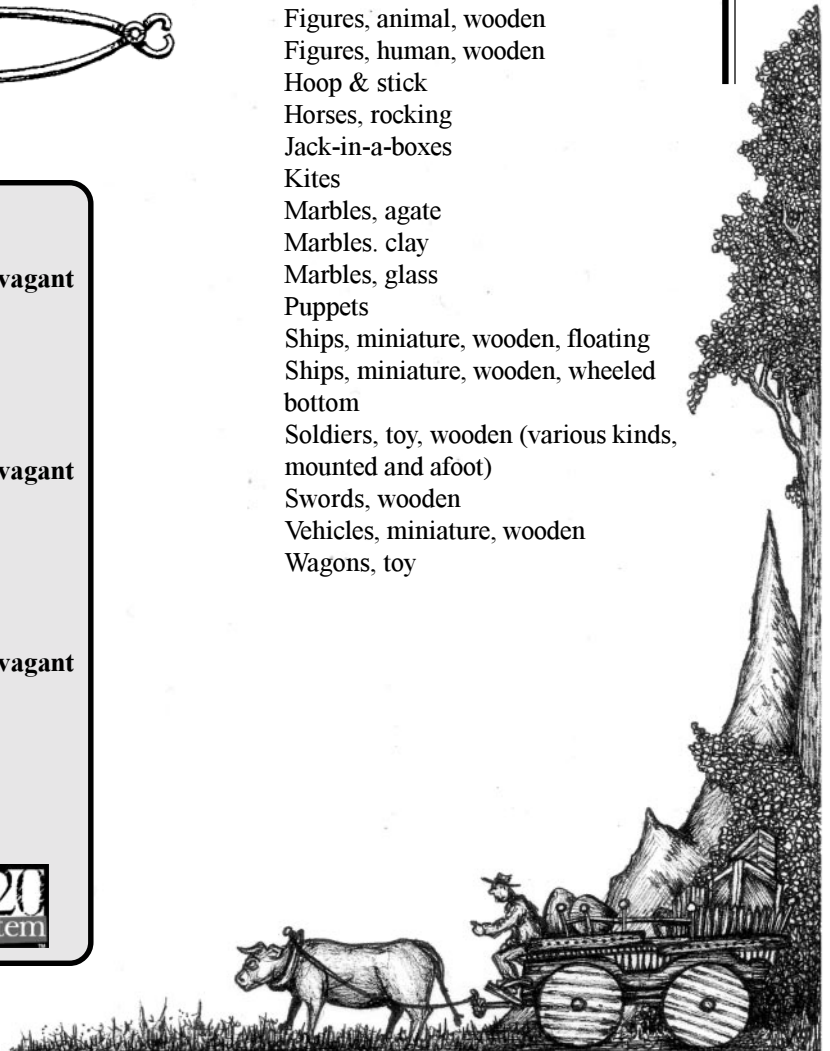 Figures, animal, wooden
Figures, human, wooden
Hoop & stick
Horses, rocking
Jack-in-a-boxes
Kites
Marbles, agate
Marbles. clay
Marbles, glass
Puppets
Ships, miniature, wooden, floating
Ships, miniature, wooden, wheeled
bottom
Soldiers, toy, wooden (various kinds,
mounted and afoot)
Swords, wooden
Vehicles, miniature, wooden
Wagons, toy
vagant
vagant
vagant
20
tem